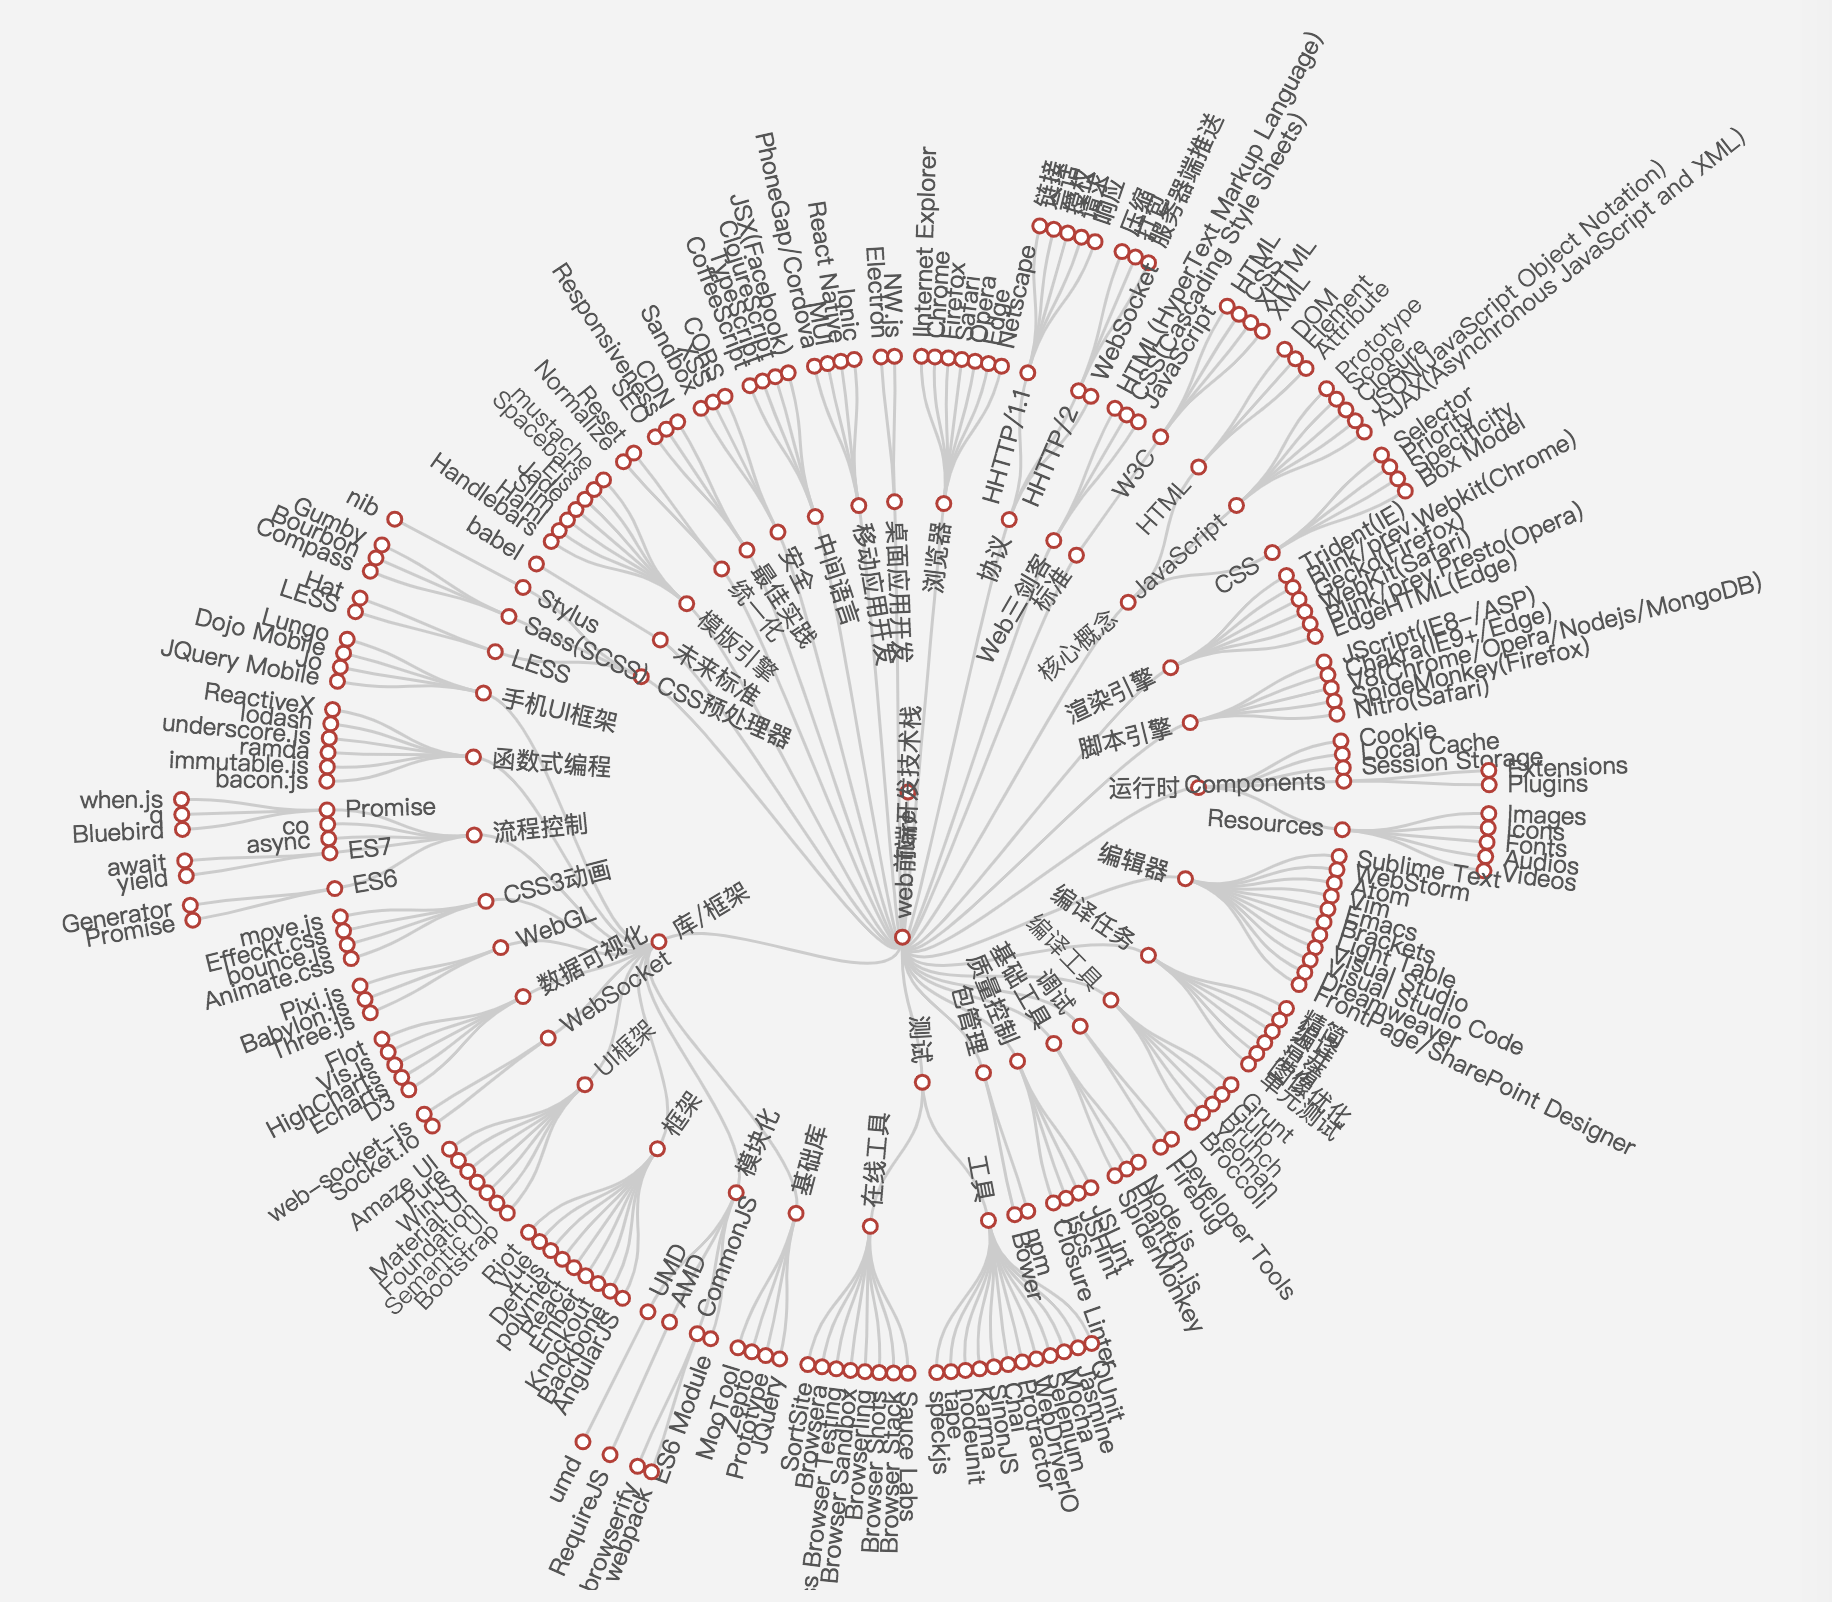 web前端开发技术栈
浏览器
Internet Explorer
Chrome
Firefox
Safari
Opera
Edge
Netscape
协议
HHTTP/1.1
链接
响应
HHTTP/2
压缩
服务器端推送
WebSocket
Web三剑客
HTML(HyperText Markup Language)
CSS(Cascading Style Sheets)
JavaScript
标准
W3C
HTML
CSS
XHTML
XML
核心概念
HTML
DOM
Element
Attribute
JavaScript
Prototype
Scope
Closure
JSON(JavaScript Object Notation)
AJAX(Asynchronous JavaScript and XML)
CSS
Selector
Priority
Specificity
Box Model
渲染引擎
Trident(IE)
Blink/prev.Webkit(Chrome)
Gecko(Firefox)
WebKit(Safari)
Blink/prev.Presto(Opera)
EdgeHTML(Edge)
脚本引擎
JScript(IE8-/ASP)
Chakra(IE9+/Edge)
V8(Chrome/Opera/Nodejs/MongoDB)
SpideMonkey(Firefox)
Nitro(Safari)
运行时
Cookie
Local Cache
Session Storage
Components
Extensions
Plugins
Resources
Images
Icons
Fonts
Audios
Videos
编辑器
Sublime Text
WebStorm
Atom
Vim
Emacs
Brackets
Light Table
Visual Studio
Visual Studio Code
Dreamweaver
FrontPage/SharePoint Designer
编译任务
精简
单元测试
编译工具
Grunt
Gulp
Brunch
Yeoman
Broccoli
调试
Developer Tools
Firebug
基础工具
Node.js
Phantom.js
SpiderMonkey
质量控制
JSLint
JSHint
jscs
Closure Linter
包管理
npm
Bower
测试
工具
QUnit
Jasmine
Mocha
Selenium
WebDriverIO
Protractor
Chai
SinonJS
Karma
nodeunit
tape
speckjs
在线工具
Sauce Laqs
Browser Stack
Browser Shots
Browserling
Browser Sandbox
s Browser Testing
Browsera
SortSite
库/框架
基础库
JQuery
Prototype
Zepto
MooTool
模块化
ES6 Module
CommonJS
webpack
browserify
AMD
RequireJS
UMD
umd
框架
AngularJS
Backbone
Knockout
Ember
React
polymer
Deft.js
Vue
Riot
UI框架
Bootstrap
Semantic UI
Foundation
Material UI
WinJS
Pure
Amaze UI
WebSocket
Socket.io
web-socket-js
数据可视化
D3
Echarts
HighCharts
Vis.js
Flot
WebGL
Three.js
Babylon.js
Pixi.js
CSS3动画
Animate.css
bounce.js
Effeckt.css
move.js
流程控制
ES6
Promise
Generator
ES7
yield
await
async
co
Promise
Bluebird
q
when.js
函数式编程
bacon.js
immutable.js
ramda
underscore.js
lodash
ReactiveX
手机UI框架
JQuery Mobile
Jo
Dojo Mobile
Lungo
CSS预处理器
LESS
LESS
Hat
Sass(SCSS)
Compass
Bourbon
Gumby
Stylus
nib
未来标准
babel
模版引擎
Handlebars
Haml
Slim
Jade
EJS
Spacebars
mustache
统一化
Normalize
Reset
最佳实践
SEO
Responsiveness
CDN
安全
Sandbox
XSS
CORS
中间语言
CoffeeScript
TypeScript
ClojureScript
JSX(Facebook)
移动应用开发
PhoneGap/Cordova
MUI
React Native
Ionic
桌面应用开发
Electron
NW.js